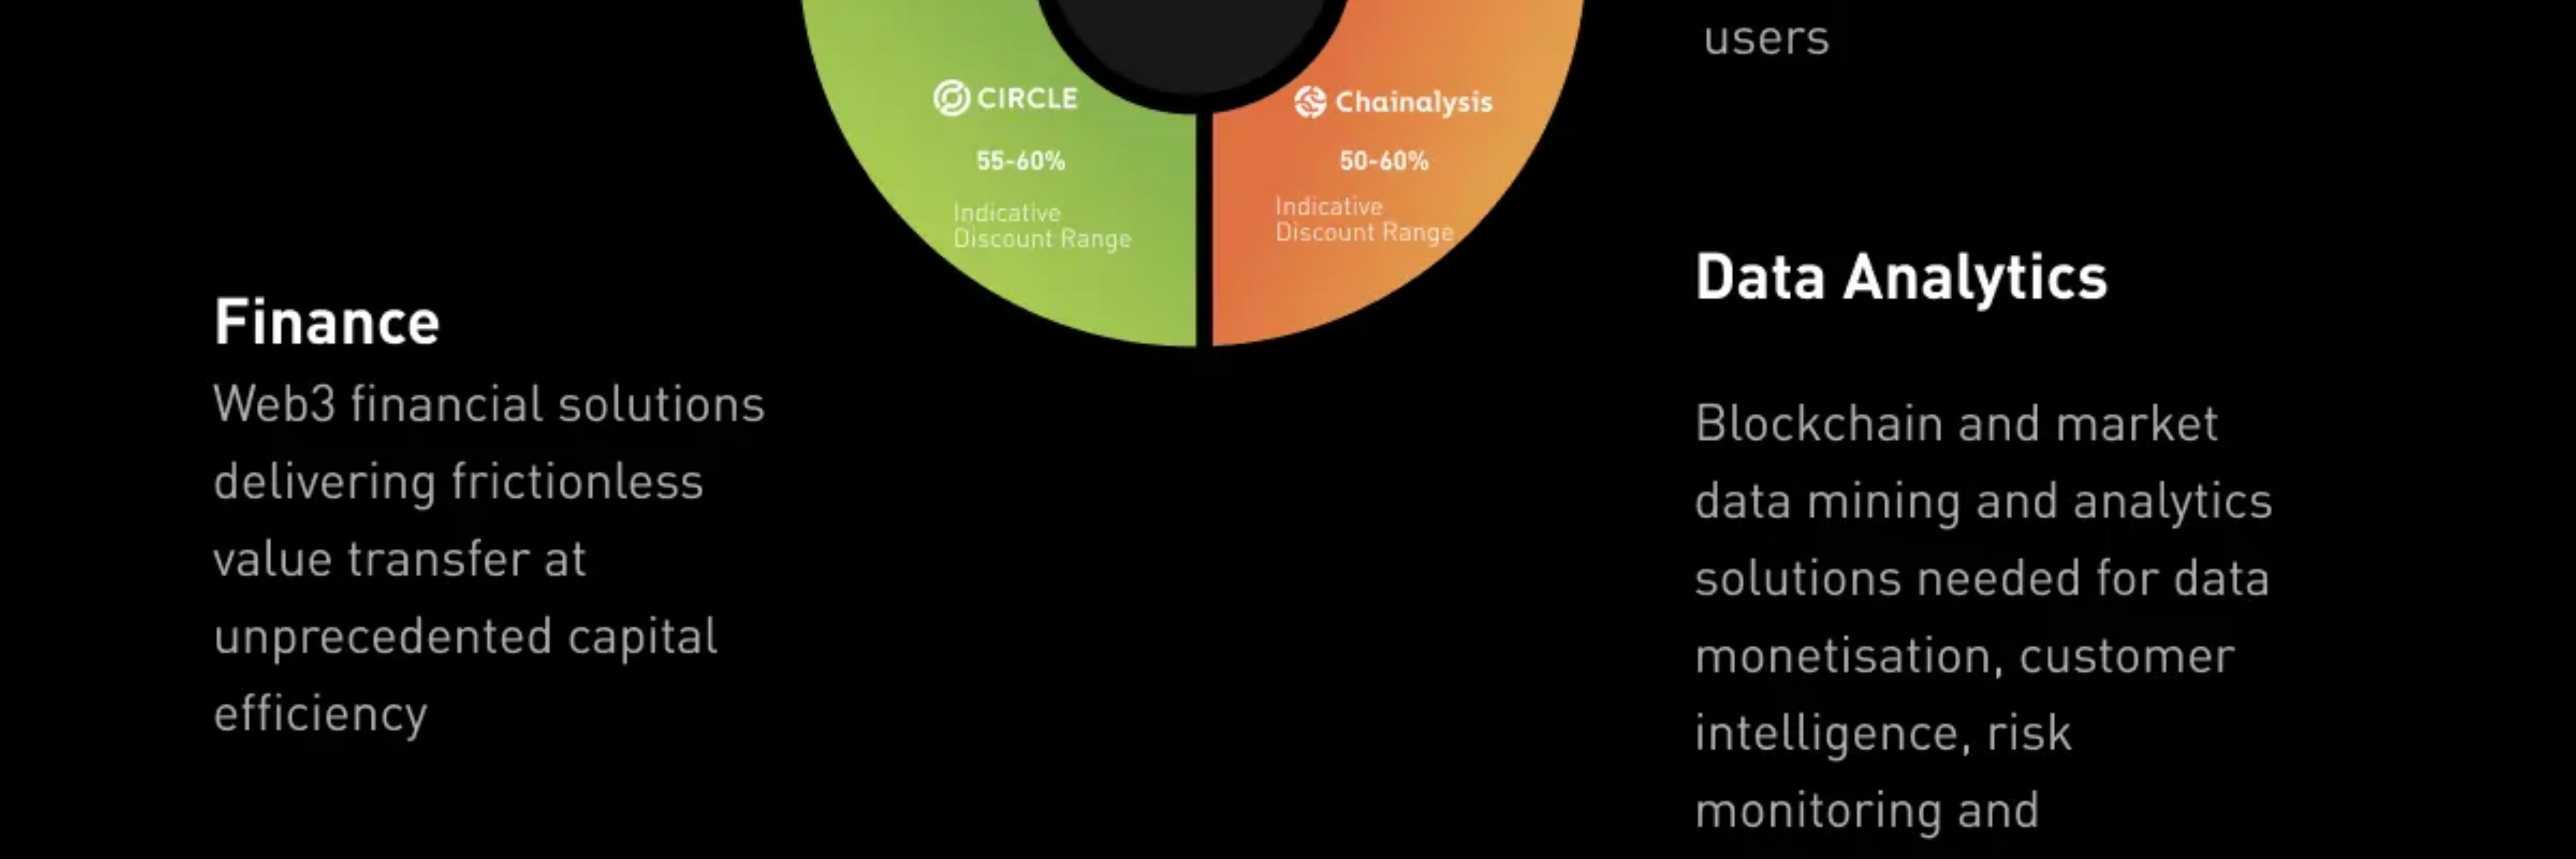 users
CIRCLE
55-60%
Indicative
Discount Range
Chainalysis
50-60%
Indicative
Discount Range
Finance
Web3 financial solutions
delivering frictionless
value transfer at
unprecedented capital
efficiency
Data Analytics
Blockchain and market
data mining and analytics
solutions needed for data
monetisation, customer
intelligence, risk
monitoring and